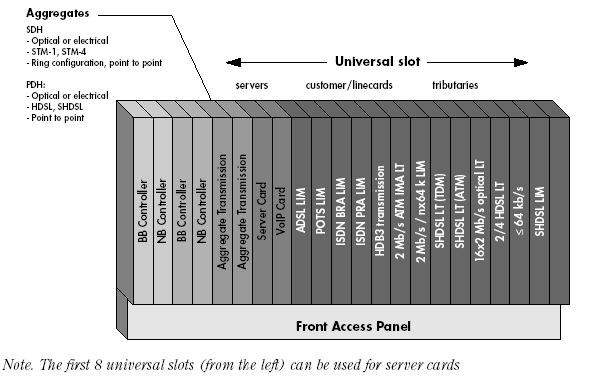 Aggregates
SDH
- Optical or electrical
- STM-1, STM-4
- Ring configuration, point to point
PDH:
- Optical or electrical
- HDSL, SHDSL
- Point to point
Universal slot
servers
customer/linecards
tributaries
BB Controller
NB Controller
BB Controller
NB Controller
Aggregate Transmission
Aggregate Transmission
Server Card
VoIP Card
ADSL LIM
POTS LIM
ISDN BRA LIM
ISDN PRA LIM
HDB3 transmission
2 Mb/s ATM IMA LT
2 Mb/s / nx64 k LIM
SHDSL LT (TDM)
SHDSL LT (ATM)
16x2 Mb/s optical LT
2/4 HDSL LT
≤ 64 kb/s
SHDSL LIM
Front Access Panel
Note. The first 8 universal slots (from the left) can be used for server cards